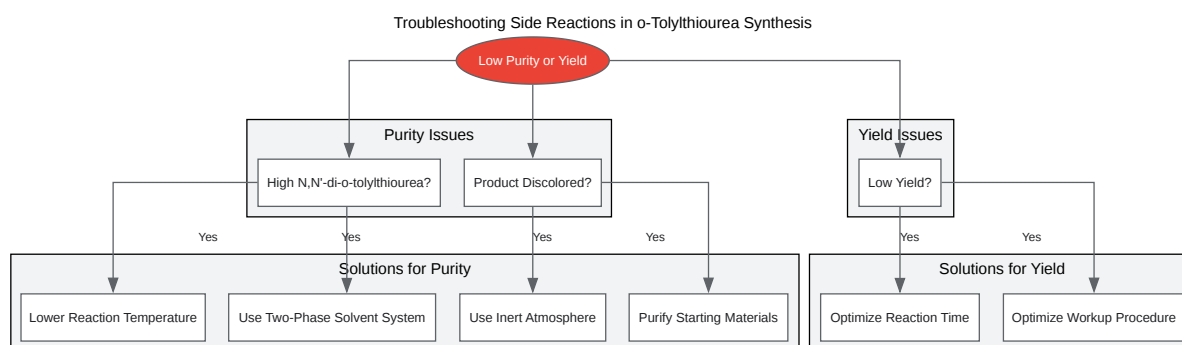 Troubleshooting Side Reactions in o-Tolylthiourea Synthesis
Low Purity or Yield
Purity Issues
Yield Issues
High N,N'-di-o-tolylthiourea?
Product Discolored?
Low Yield?
Yes
Yes
Yes
Yes
Yes
Yes
Solutions for Purity
Solutions for Yield
Lower Reaction Temperature
Use Two-Phase Solvent System
Use Inert Atmosphere
Purify Starting Materials
Optimize Reaction Time
Optimize Workup Procedure